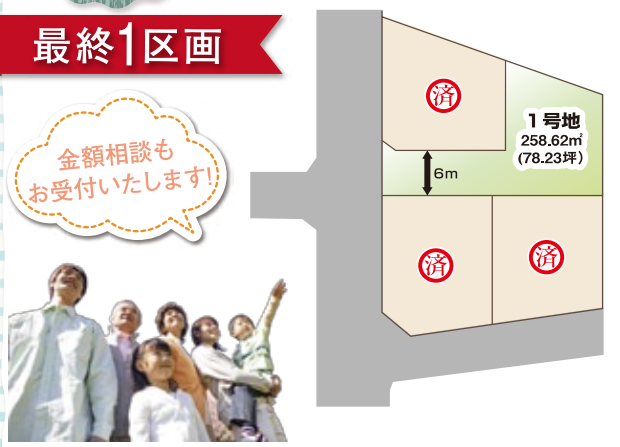 最終1区画
金額相談も
お受付いたします!
済
1号地
258.62㎡
(78.23坪)
6m
済
済